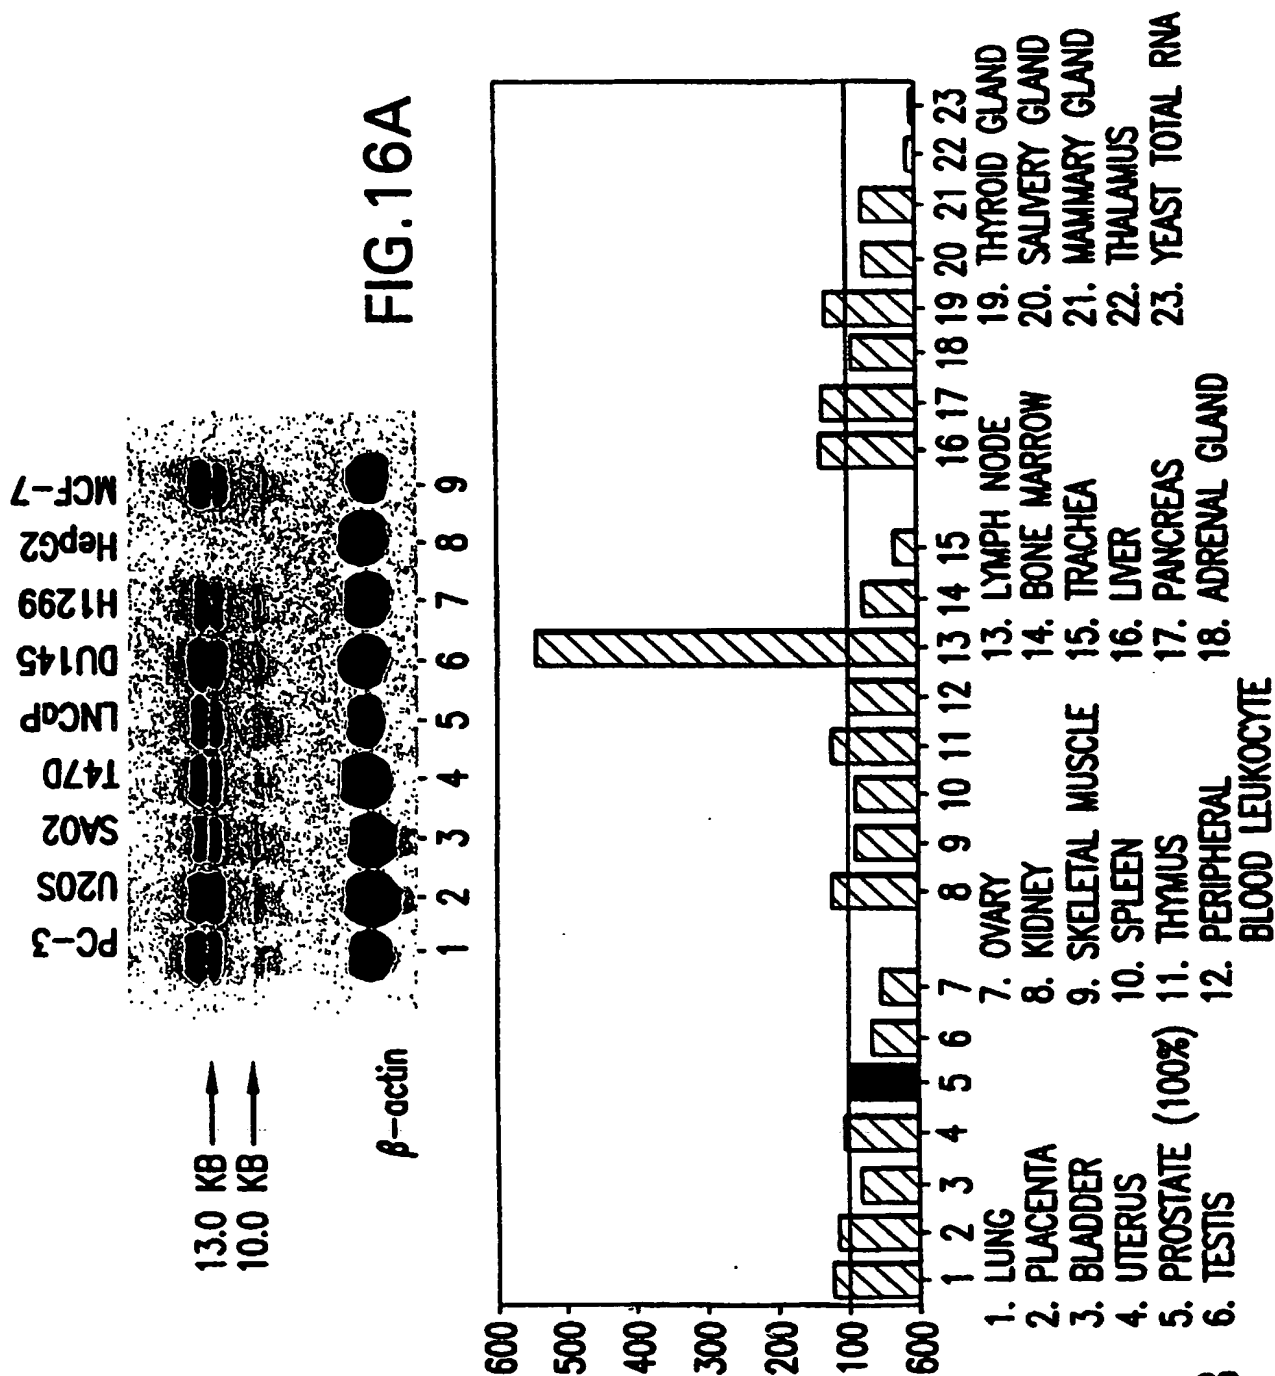 FIG.16A
PC-3 U2OS SAO2 T47D LNCaP DU145 H1299 HepG2 MCF-7
13.0 KB
10.0 KB
β-actin
1 2 3 4 5 6 7 8 9
600
500
400
300
200
100
600
1 2 3 4 5 6 7 8 9 10 11 12 13 14 15 16 17 18 19 20 21 22 23
1. LUNG
2. PLACENTA
3. BLADDER
4. UTERUS
5. PROSTATE (100%)
6. TESTIS
7. OVARY
8. KIDNEY
9. SKELETAL MUSCLE
10. SPLEEN
11. THYMUS
12. PERIPHERAL
BLOOD LEUKOCYTE
13. LYMPH NODE
14. BONE MARROW
15. TRACHEA
16. LIVER
17. PANCREAS
18. ADRENAL GLAND
19. THYROID GLAND
20. SALIVERY GLAND
21. MAMMARY GLAND
22. THALAMUS
23. YEAST TOTAL RNA